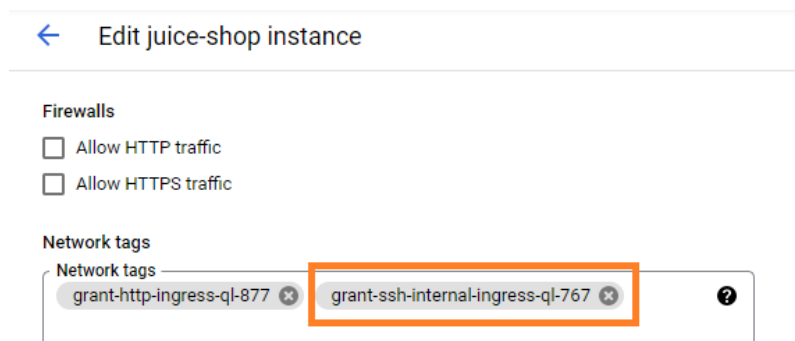 Edit juice-shop instance
Firewalls
Allow HTTP traffic
Allow HTTPS traffic
Network tags
Network tags
grant-http-ingress-ql-877 grant-ssh-internal-ingress-ql-767 ?